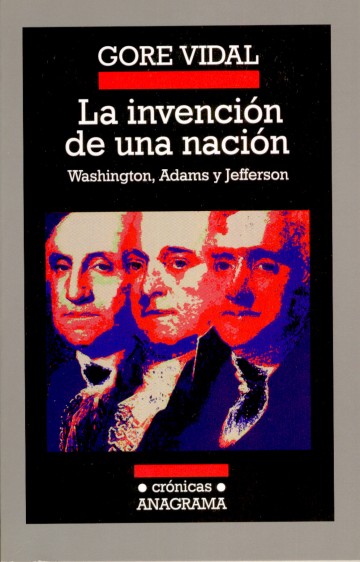 GORE VIDAL
La invención
de una nación
Washington, Adams y Jefferson
• crónicas •
ANAGRAMA